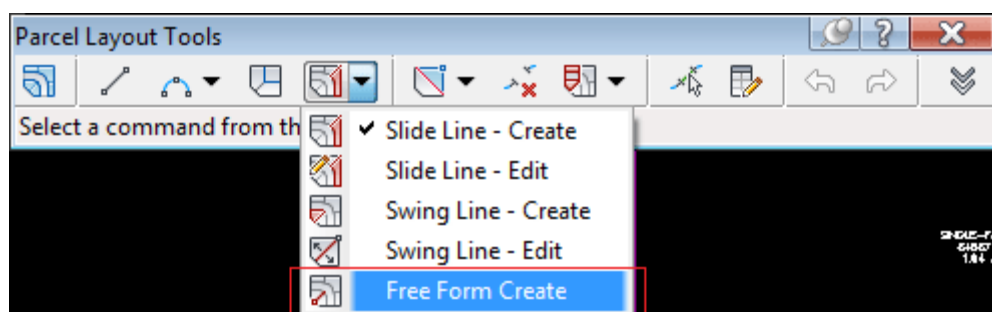 Parcel Layout Tools
Select a command from th
Slide Line - Create
Slide Line - Edit
Swing Line - Create
Swing Line - Edit
Free Form Create